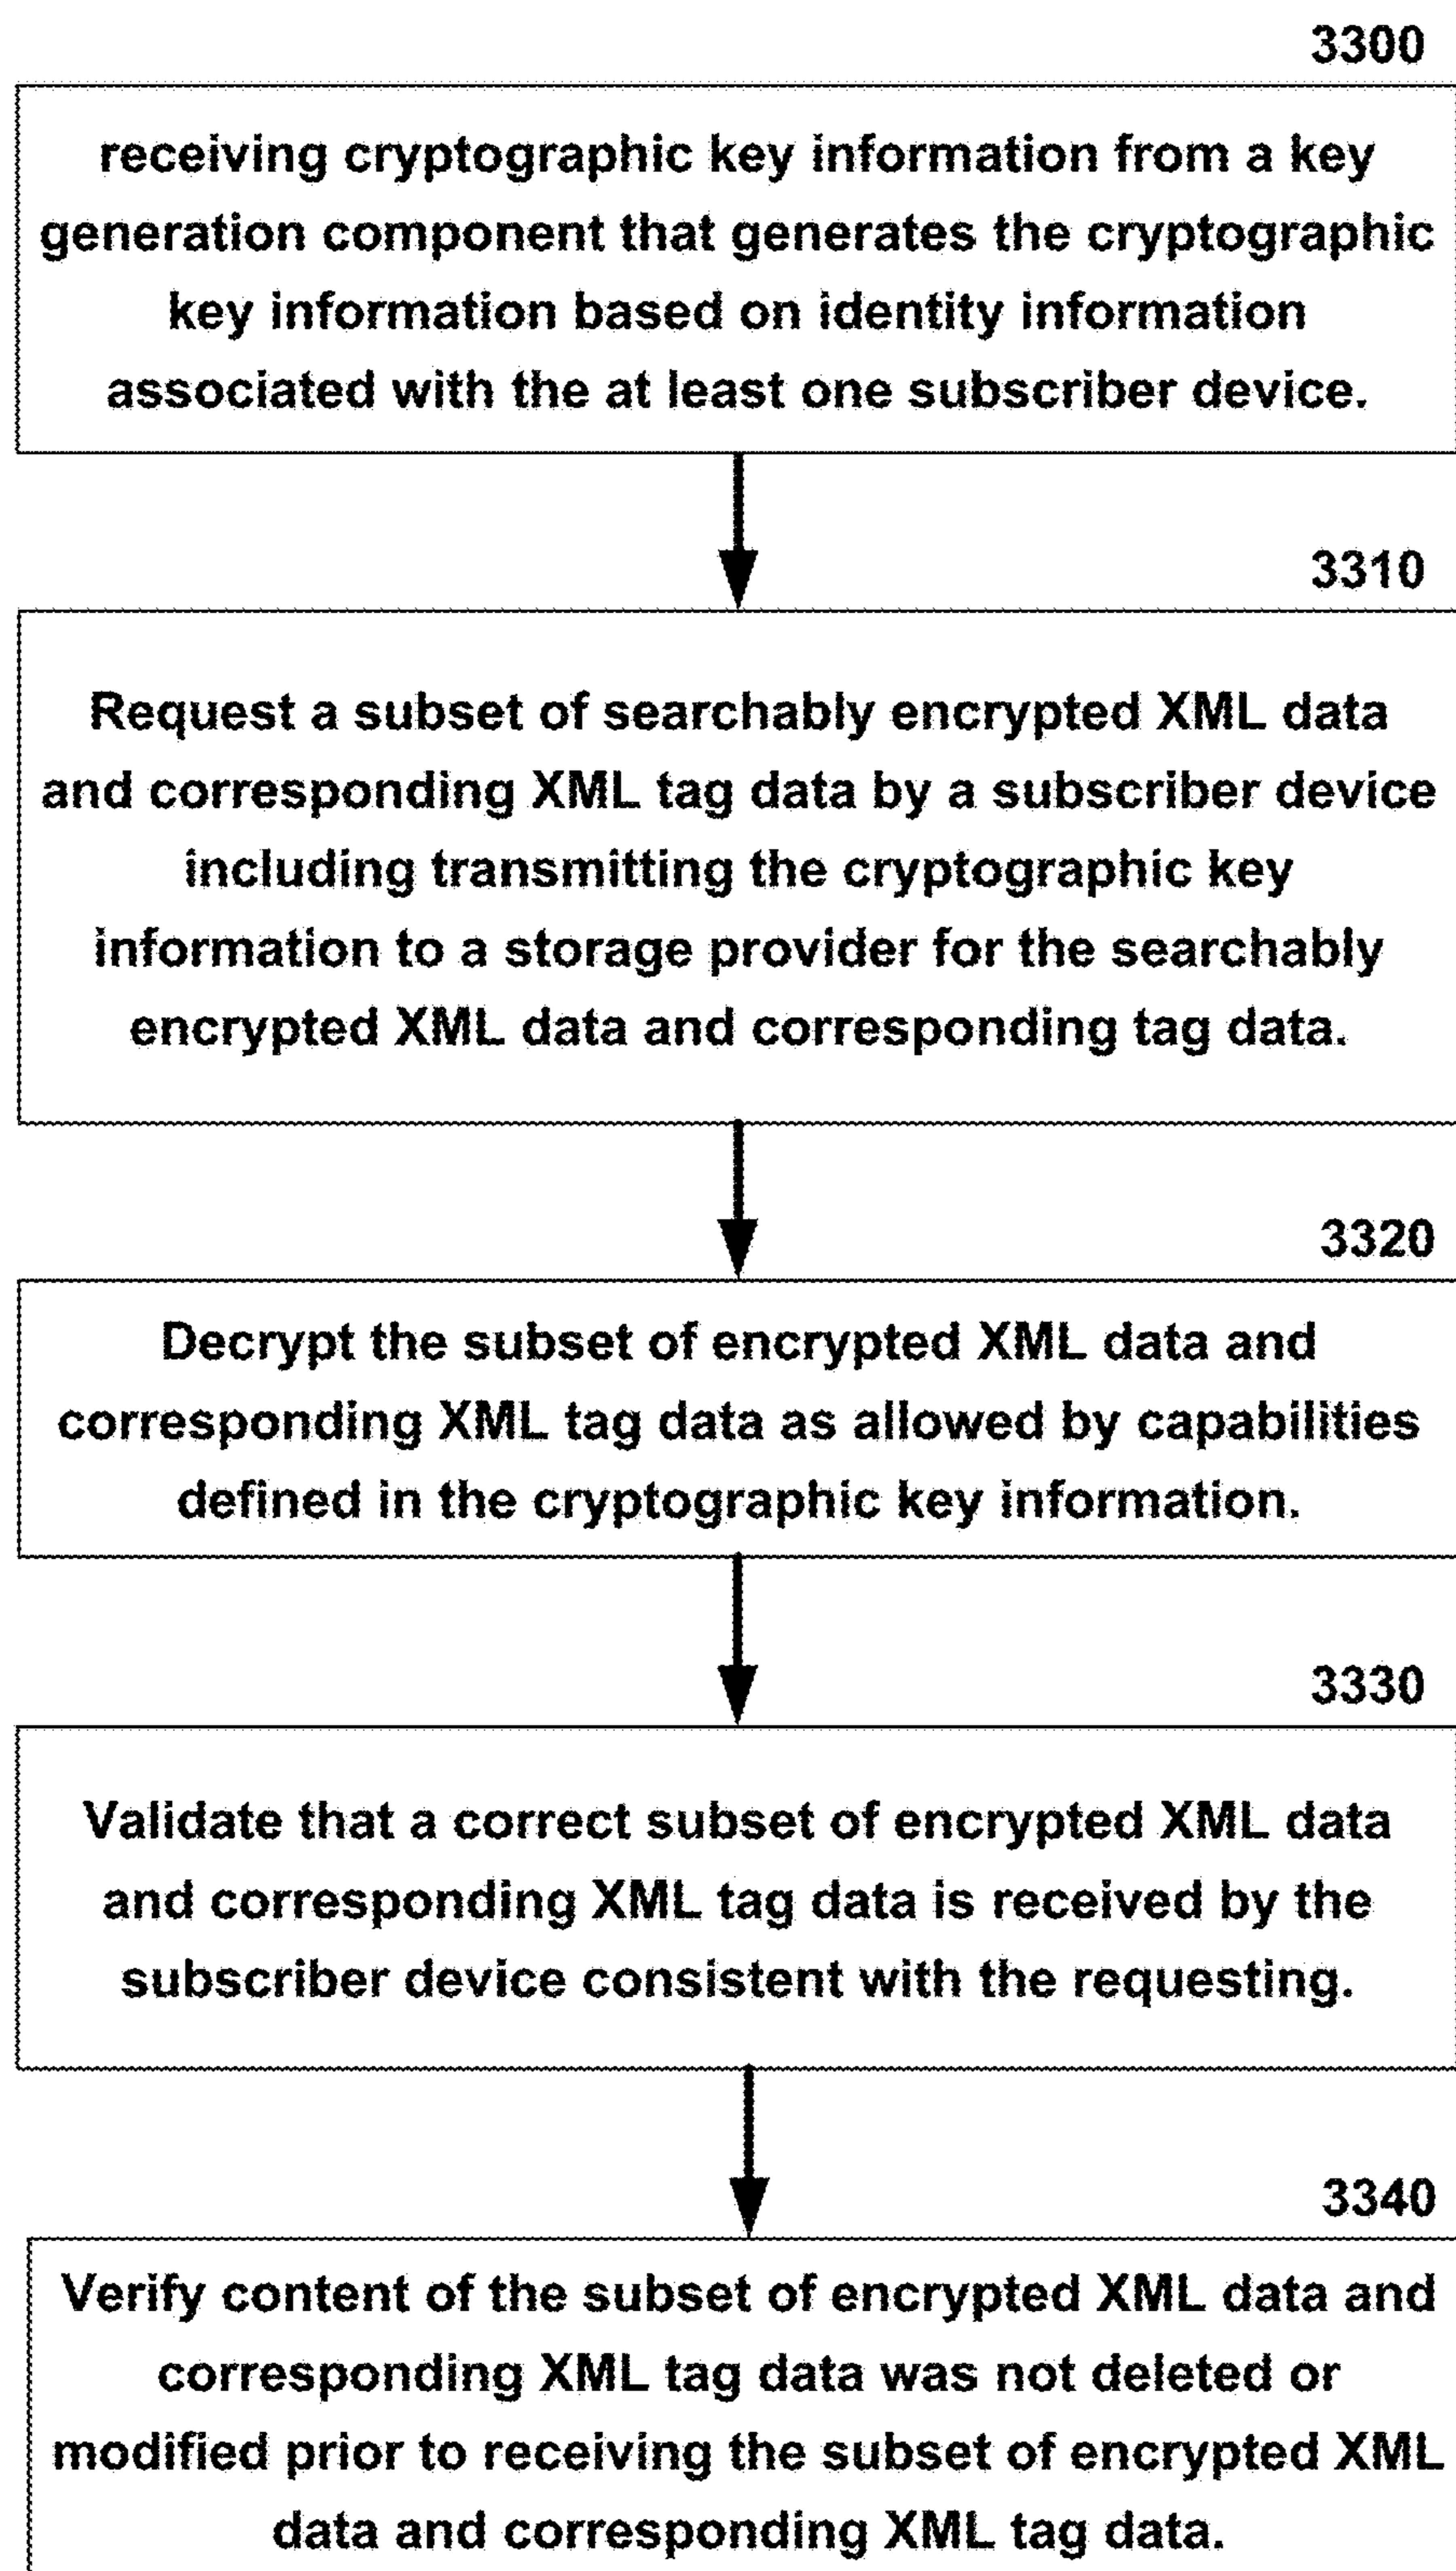 3300
receiving cryptographic key information from a key
generation component that generates the cryptographic
key information based on identity information
associated with the at least one subscriber device.
3310
Request a subset of searchably encrypted XML data
and corresponding XML tag data by a subscriber device
including transmitting the cryptographic key
information to a storage provider for the searchably
encrypted XML data and corresponding tag data.
3320
Decrypt the subset of encrypted XML data and
corresponding XML tag data as allowed by capabilities
defined in the cryptographic key information.
3330
Validate that a correct subset of encrypted XML data
and corresponding XML tag data is received by the
subscriber device consistent with the requesting.
3340
Verify content of the subset of encrypted XML data and
corresponding XML tag data was not deleted or
modified prior to receiving the subset of encrypted XML
data and corresponding XML tag data.